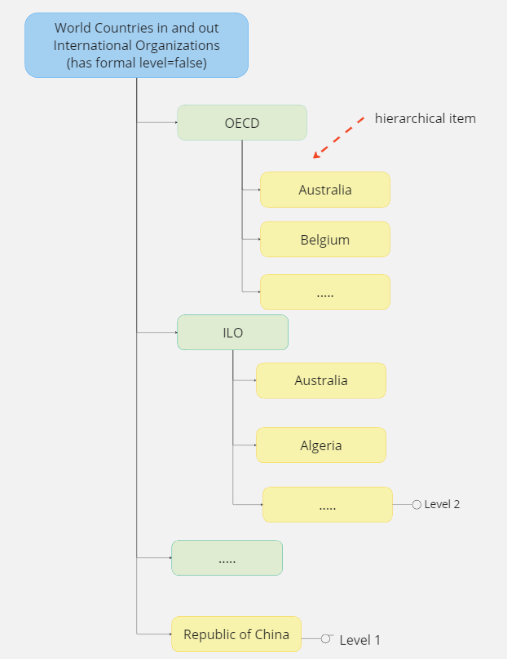 World Countries in and out
International Organizations
(has formal level=false)
OECD
hierarchical item
Australia
Belgium
.....
ILO
Australia
Algeria
.....
Level 2
.....
Republic of China
Level 1